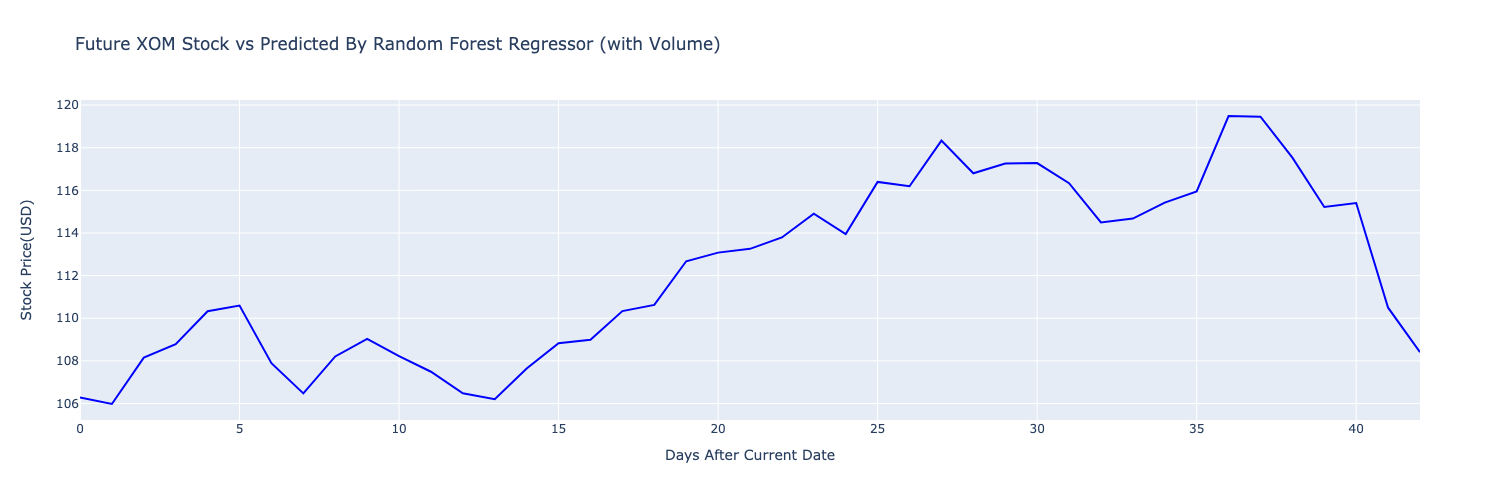 Future XOM Stock vs Predicted By Random Forest Regressor (with Volume)
120
118
116
114
112
110
108
106
Stock Price(USD)
0 5 10 15 20 25 30 35 40
Days After Current Date